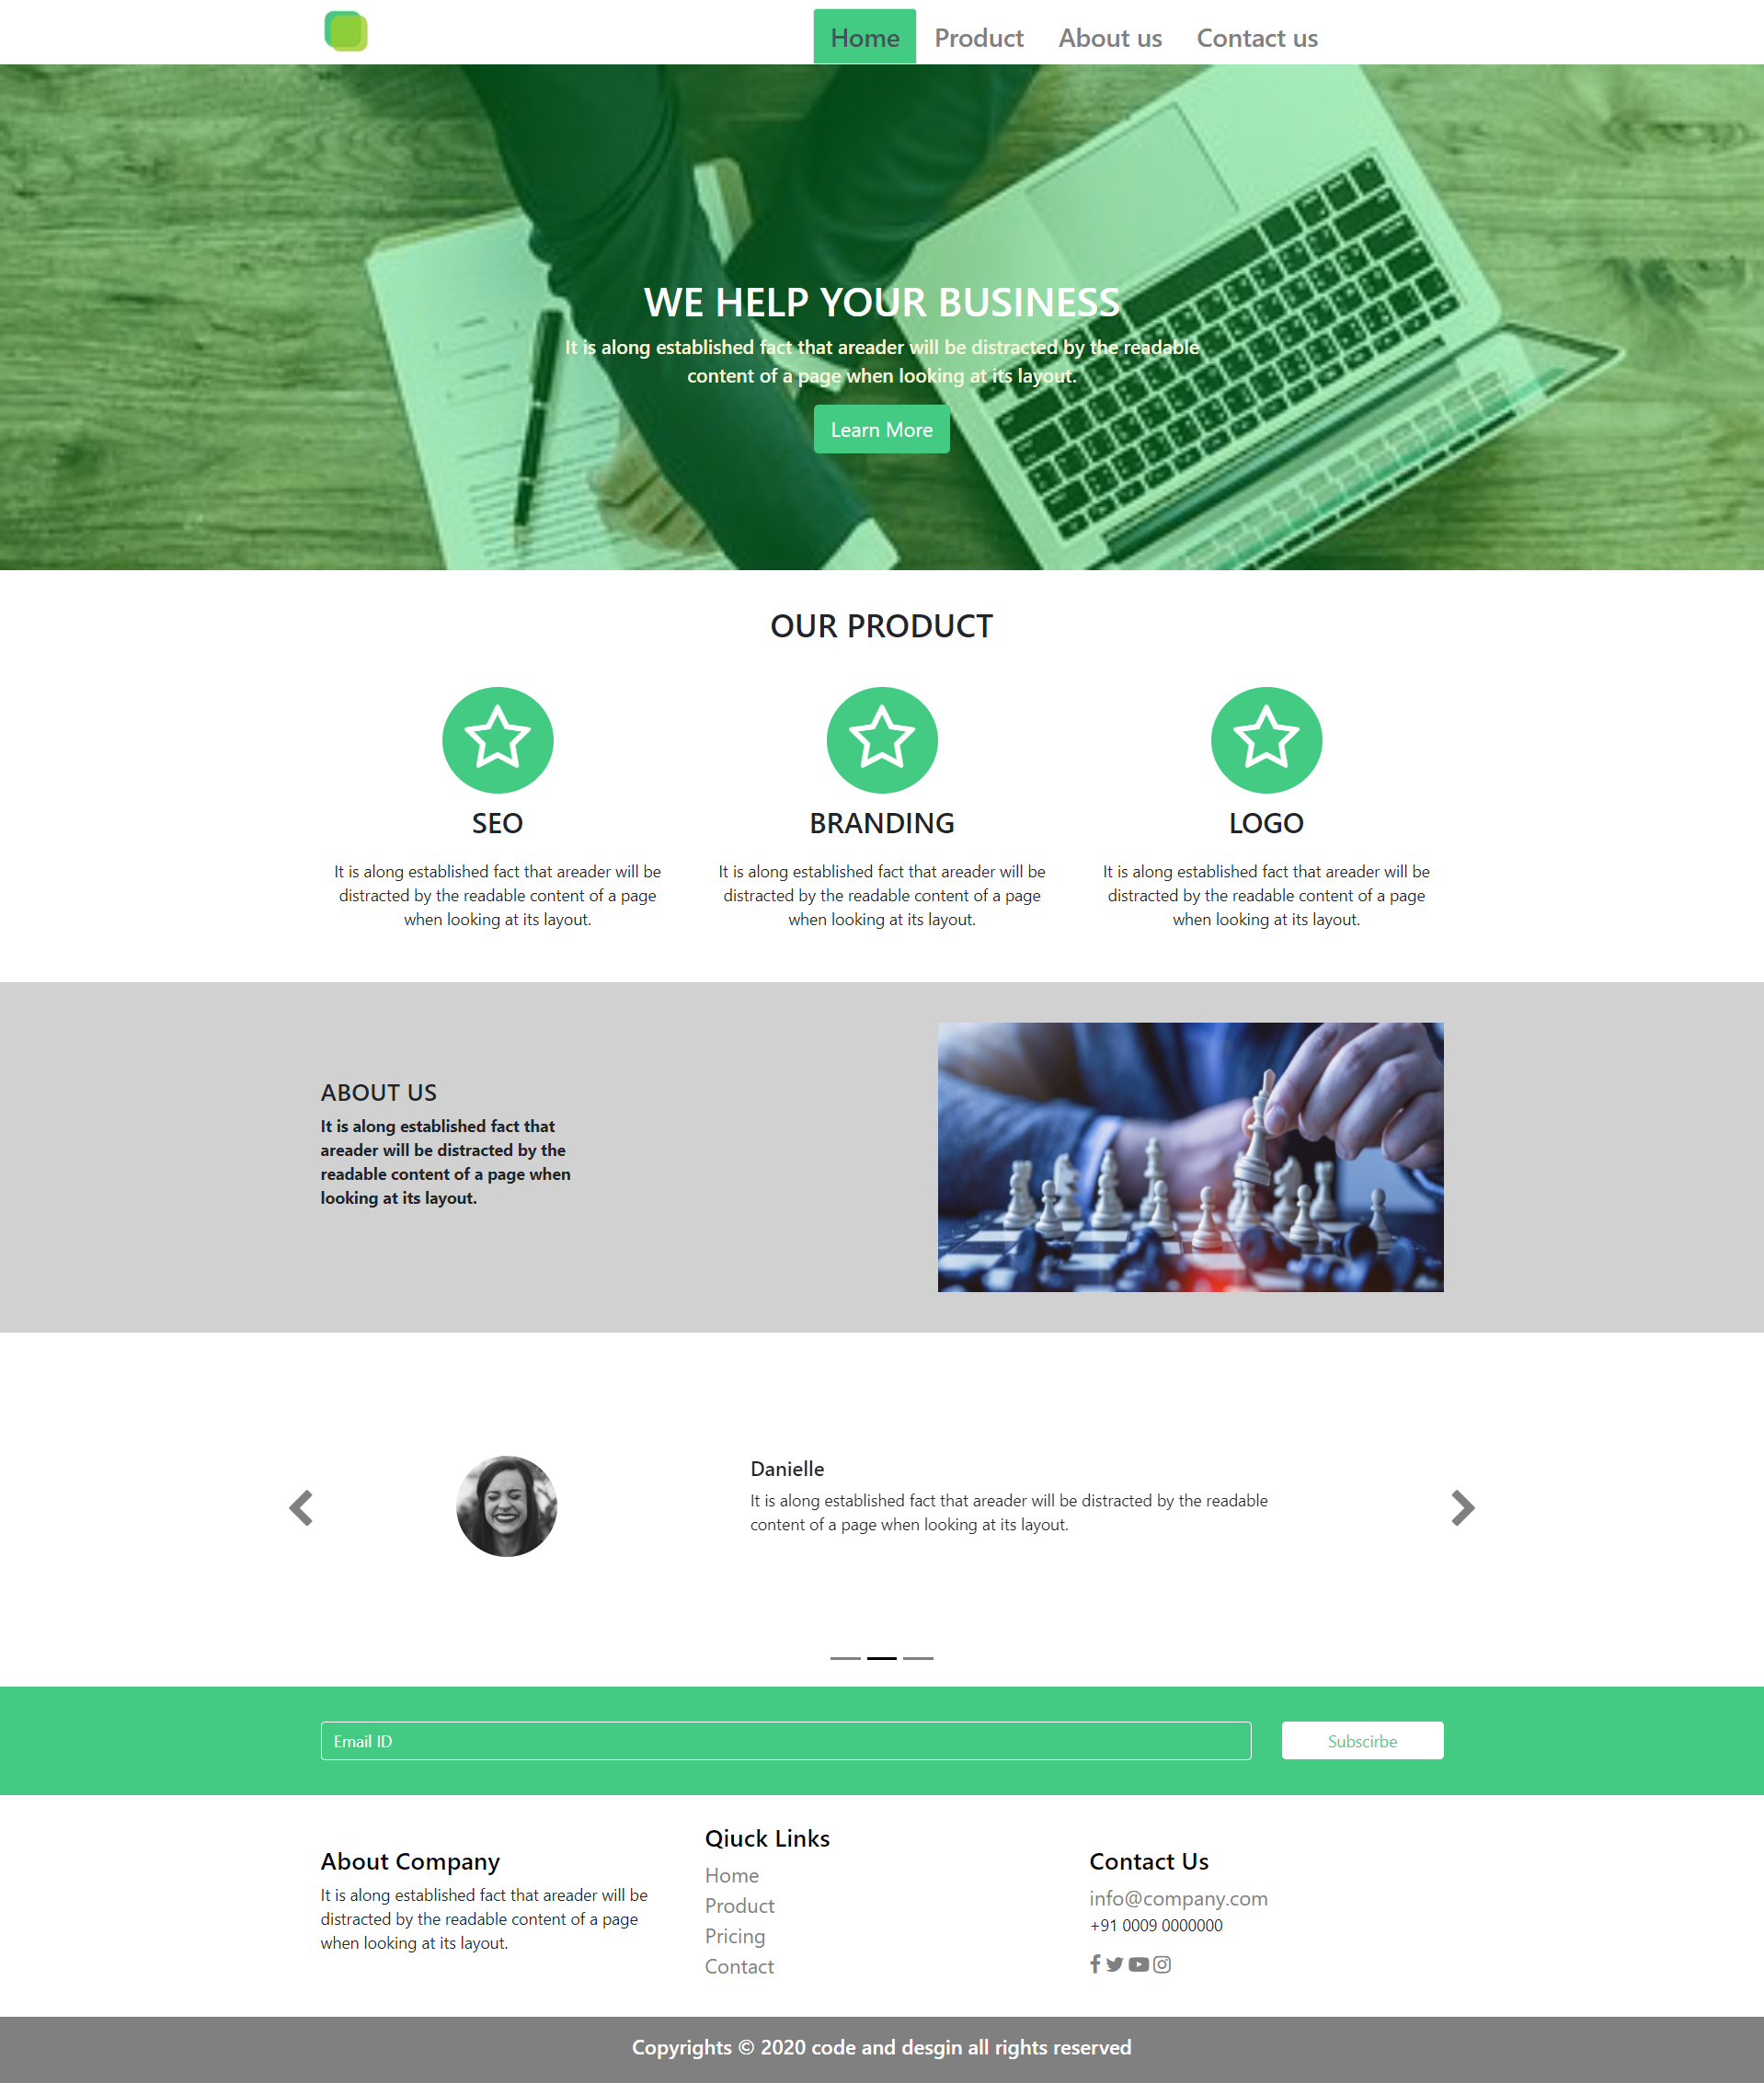 Home Product About us Contact us
WE HELP YOUR BUSINESS
It is along established fact that areader will be distracted by the readable
content of a page when looking at its layout.
Learn More
OUR PRODUCT
SEO
It is along established fact that areader will be
distracted by the readable content of a page
when looking at its layout.
BRANDING
It is along established fact that areader will be
distracted by the readable content of a page
when looking at its layout.
LOGO
It is along established fact that areader will be
distracted by the readable content of a page
when looking at its layout.
ABOUT US
It is along established fact that
areader will be distracted by the
readable content of a page when
looking at its layout.
Danielle
It is along established fact that areader will be distracted by the readable
content of a page when looking at its layout.
Email ID
Subscirbe
About Company
It is along established fact that areader will be
distracted by the readable content of a page
when looking at its layout.
Qiuck Links
Home
Product
Pricing
Contact
Contact Us
info@company.com
+91 0009 0000000
Copyrights © 2020 code and desgin all rights reserved